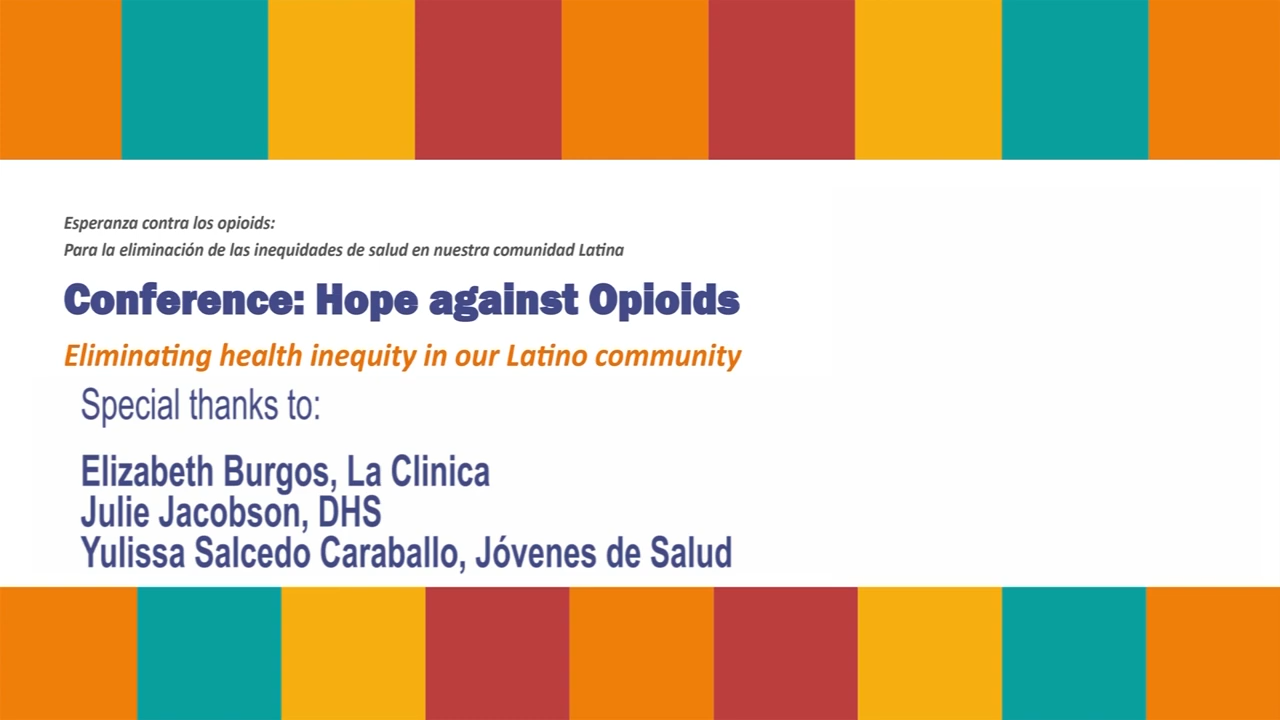 Esperanza contra los opioids:
Para la eliminación de las inequidades de salud en nuestra comunidad Latina
Conference: Hope against Opioids
Eliminating health inequity in our Latino community
Special thanks to:
Elizabeth Burgos, La Clinica
Julie Jacobson, DHS
Yulissa Salcedo Caraballo, Jóvenes de Salud